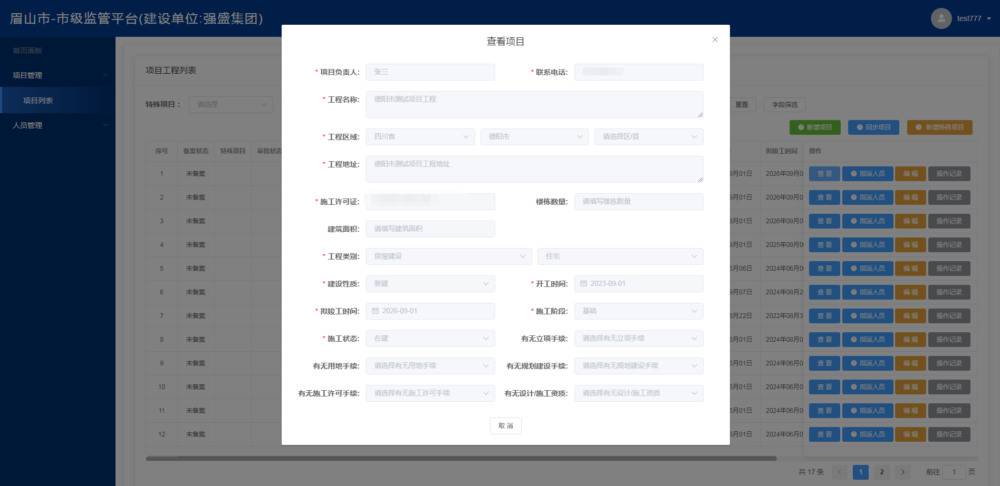 眉山市-市级监管平台(建设单位:强盛集团)
test777
首页面板
项目管理
项目列表
人员管理
项目工程列表
特殊项目：
请选择
重置
字段筛选
新增项目
同步项目
新增特殊项目
序号 备案状态 特殊项目 审批状态 拟竣工时间 操作
1 未备案 9月01日 2026年09月0 查 看 指派人员 编 辑 操作记录
2 未备案 9月01日 2026年09月0 查 看 指派人员 编 辑 操作记录
3 未备案 8月01日 2026年09月0 查 看 指派人员 编 辑 操作记录
4 未备案 9月01日 2025年09月0 查 看 指派人员 编 辑 操作记录
5 未备案 6月06日 2024年06月0 查 看 指派人员 编 辑 操作记录
6 未备案 9月07日 2024年08月2 查 看 指派人员 编 辑 操作记录
7 未备案 8月22日 2022年08月3 查 看 指派人员 编 辑 操作记录
8 未备案 8月01日 2024年09月0 查 看 指派人员 编 辑 操作记录
9 未备案 6月01日 2024年06月0 查 看 指派人员 编 辑 操作记录
10 未备案 6月01日 2024年06月0 查 看 指派人员 编 辑 操作记录
11 未备案 6月01日 2024年06月0 查 看 指派人员 编 辑 操作记录
12 未备案 6月01日 2024年06月0 查 看 指派人员 编 辑 操作记录
共 17 条 1 2 前往 1 页
查看项目
* 项目负责人: 张三 * 联系电话:
* 工程名称: 德阳市测试项目工程
* 工程区域: 四川省 德阳市 请选择区/县
* 工程地址: 德阳市测试项目工程地址
* 施工许可证: 楼栋数量: 请填写楼栋数量
建筑面积: 请填写建筑面积
* 工程类别: 房屋建设 住宅
* 建设性质: 新建 * 开工时间: 2023-09-01
* 拟竣工时间: 2026-09-01 * 施工阶段: 基础
* 施工状态: 在建 有无立项手续: 请选择有无立项手续
有无用地手续: 请选择有无用地手续 有无规划建设手续: 请选择有无规划建设手续
有无施工许可手续: 请选择有无施工许可手续 有无设计/施工资质: 请选择有无设计/施工资质
取 消